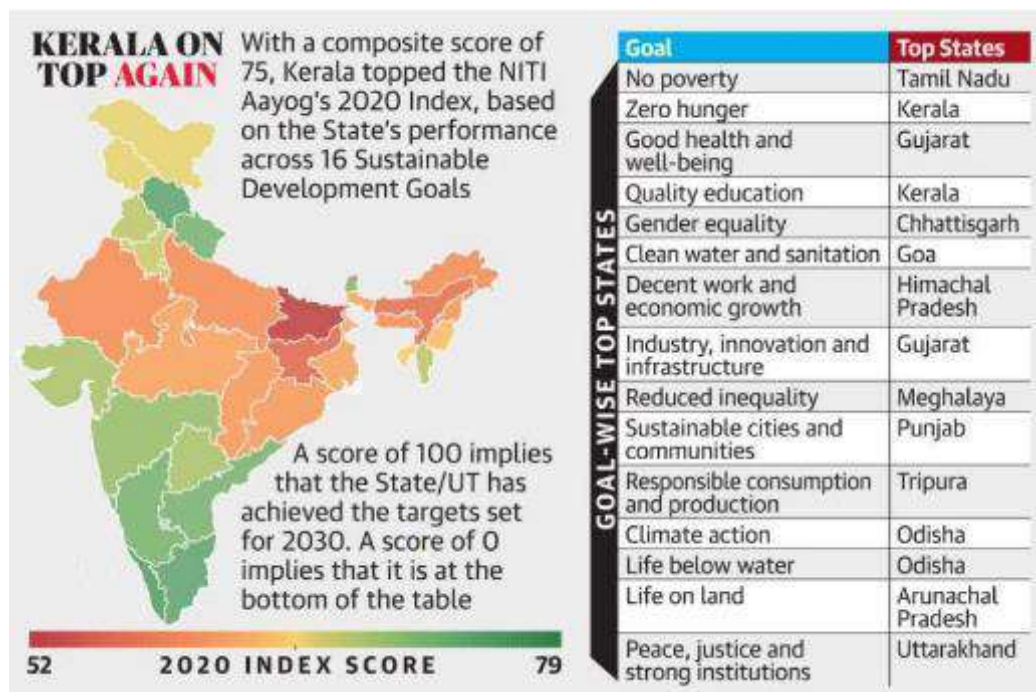 KERALA ON
TOP AGAIN
With a composite score of
75, Kerala topped the NITI
Aayog's 2020 Index, based
on the State's performance
across 16 Sustainable
Development Goals
A score of 100 implies
that the State/UT has
achieved the targets set
for 2030. A score of 0
implies that it is at the
bottom of the table
52 2020 INDEX SCORE 79
GOAL-WISE TOP STATES
Goal Top States
No poverty Tamil Nadu
Zero hunger Kerala
Good health and Gujarat
well-being
Quality education Kerala
Gender equality Chhattisgarh
Clean water and sanitation Goa
Decent work and Himachal
economic growth Pradesh
Industry, innovation and Gujarat
infrastructure
Reduced inequality Meghalaya
Sustainable cities and Punjab
communities
Responsible consumption Tripura
and production
Climate action Odisha
Life below water Odisha
Life on land Arunachal
Pradesh
Peace, justice and Uttarakhand
strong institutions